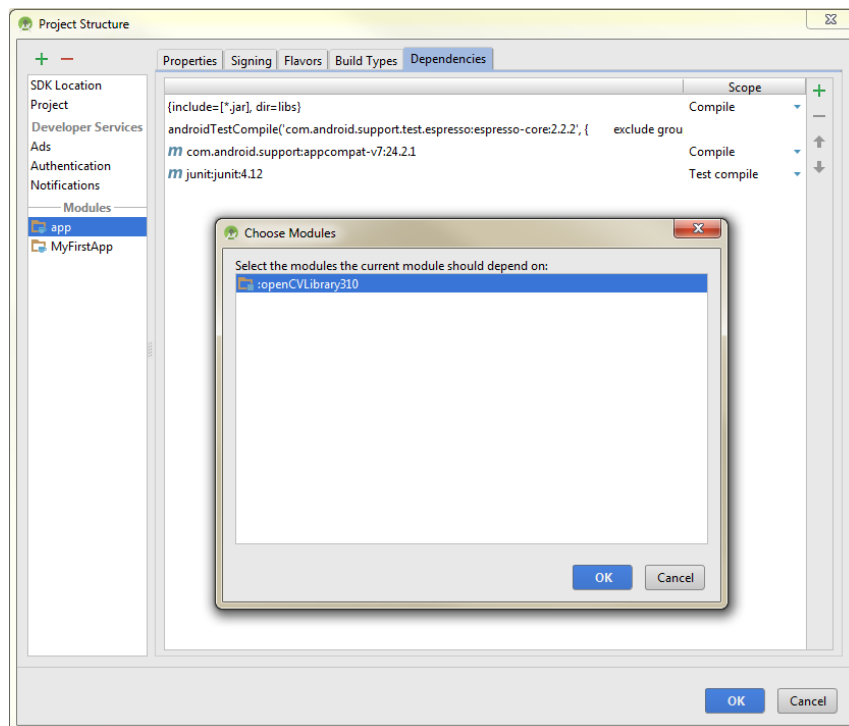 Project Structure
Properties Signing Flavors Build Types Dependencies
SDK Location
Project
Developer Services
Ads
Authentication
Notifications
Modules
app
MyFirstApp
Scope
{include=[*.jar], dir=libs} Compile
androidTestCompile('com.android.support.test.espresso:espresso-core:2.2.2', { exclude grou
m com.android.support:appcompat-v7:24.2.1 Compile
m junit:junit:4.12 Test compile
Choose Modules
Select the modules the current module should depend on:
:openCVLibrary310
OK Cancel
OK Cancel